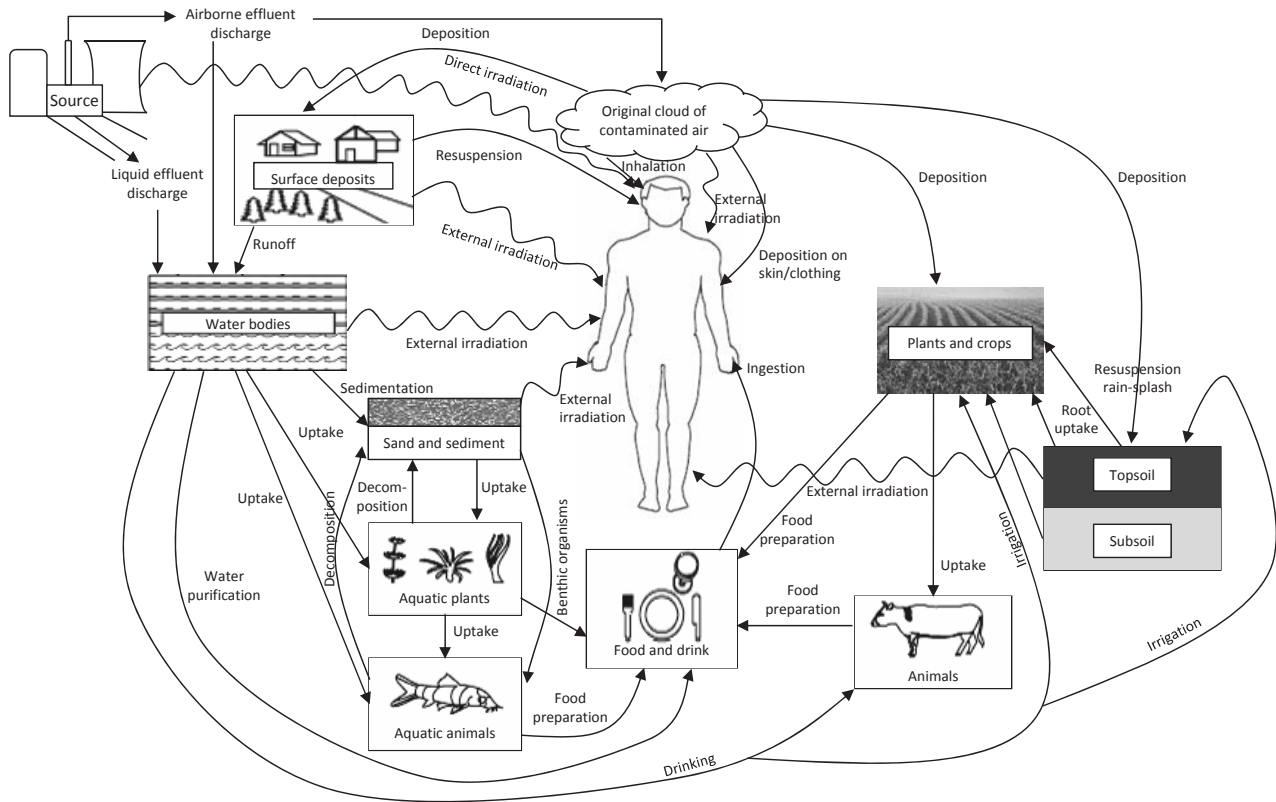 Airborne effluent
discharge
Source
Liquid effluent
discharge
Deposition
Direct irradiation
Original cloud of
contaminated air
Surface deposits
Resuspension
Inhalation
External
irradiation
Deposition
Deposition
Runoff
External irradiation
Deposition on
skin/clothing
Water bodies
External irradiation
Plants and crops
Ingestion
Resuspension
rain-splash
Root
uptake
Sedimentation
External
irradiation
Sand and sediment
Uptake
Uptake
Decom-
position
Uptake
Decomposition
Benthic organisms
External irradiation
Topsoil
Subsoil
Food
preparation
Irrigation
Uptake
Water
purification
Aquatic plants
Uptake
Food and drink
Food
preparation
Animals
Irrigation
Aquatic animals
Food
preparation
Drinking